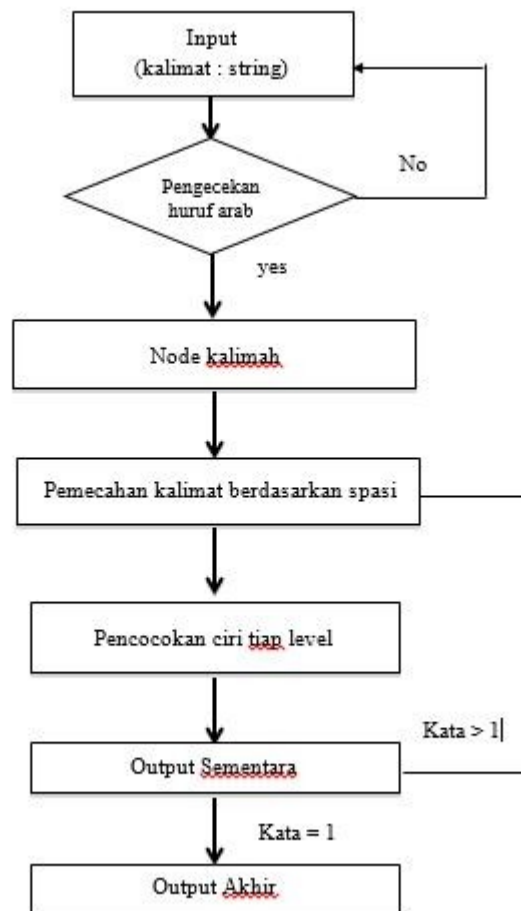 Input
(kalimat : string)
No
Pengecekan
huruf arab
yes
Node kalimah
Pemecahan kalimat berdasarkan spasi
Pencocokan ciri tiap level
Kata > 1
Output Sementara
Kata = 1
Output Akhir